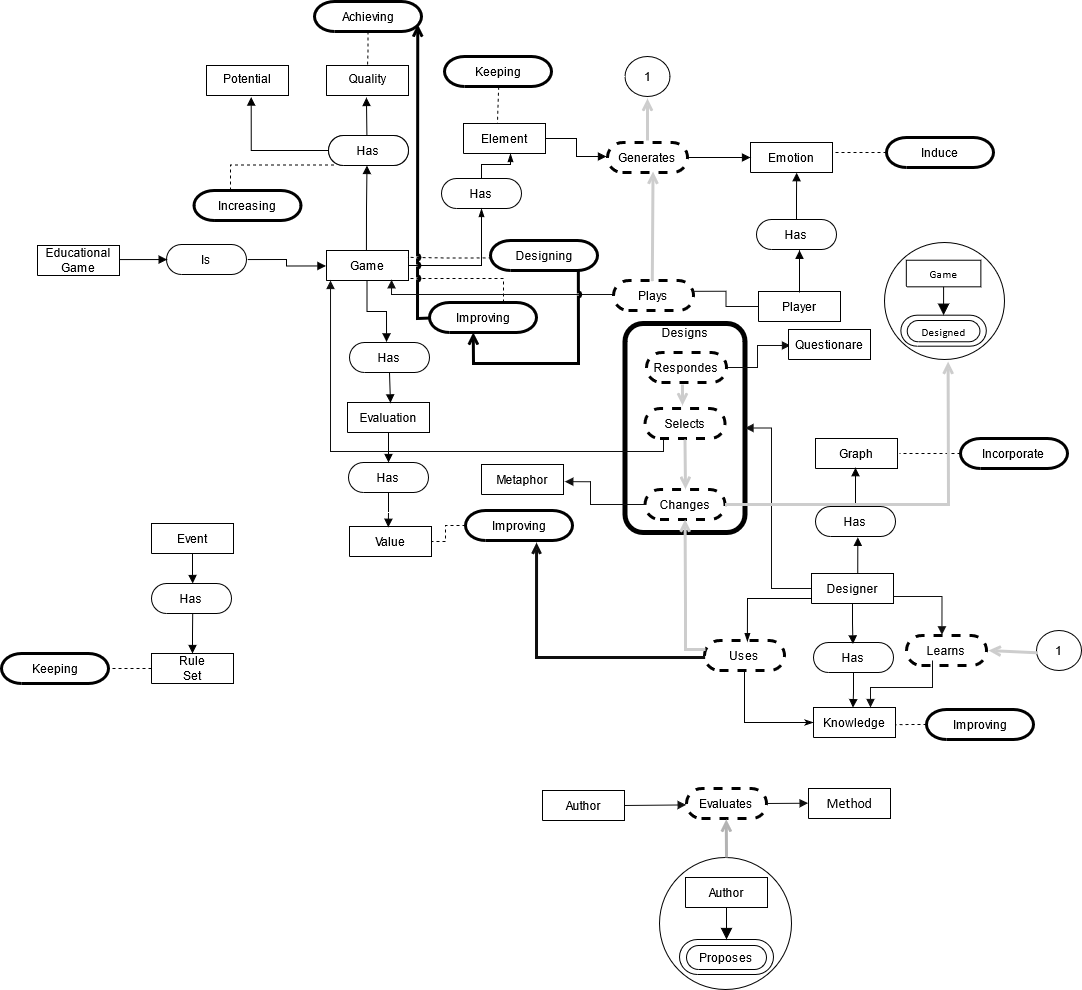 Achieving
Potential
Quality
Keeping
1
Has
Element
Generates
Emotion
Induce
Increasing
Has
Has
Educational
Game
Is
Game
Designing
Plays
Player
Game
Designed
Improving
Designs
Questionare
Has
Respondes
Evaluation
Selects
Graph
Incorporate
Has
Metaphor
Changes
Has
Value
Improving
Event
Has
Designer
Keeping
Rule
Set
Uses
Has
Learns
1
Knowledge
Improving
Author
Evaluates
Method
Author
Proposes